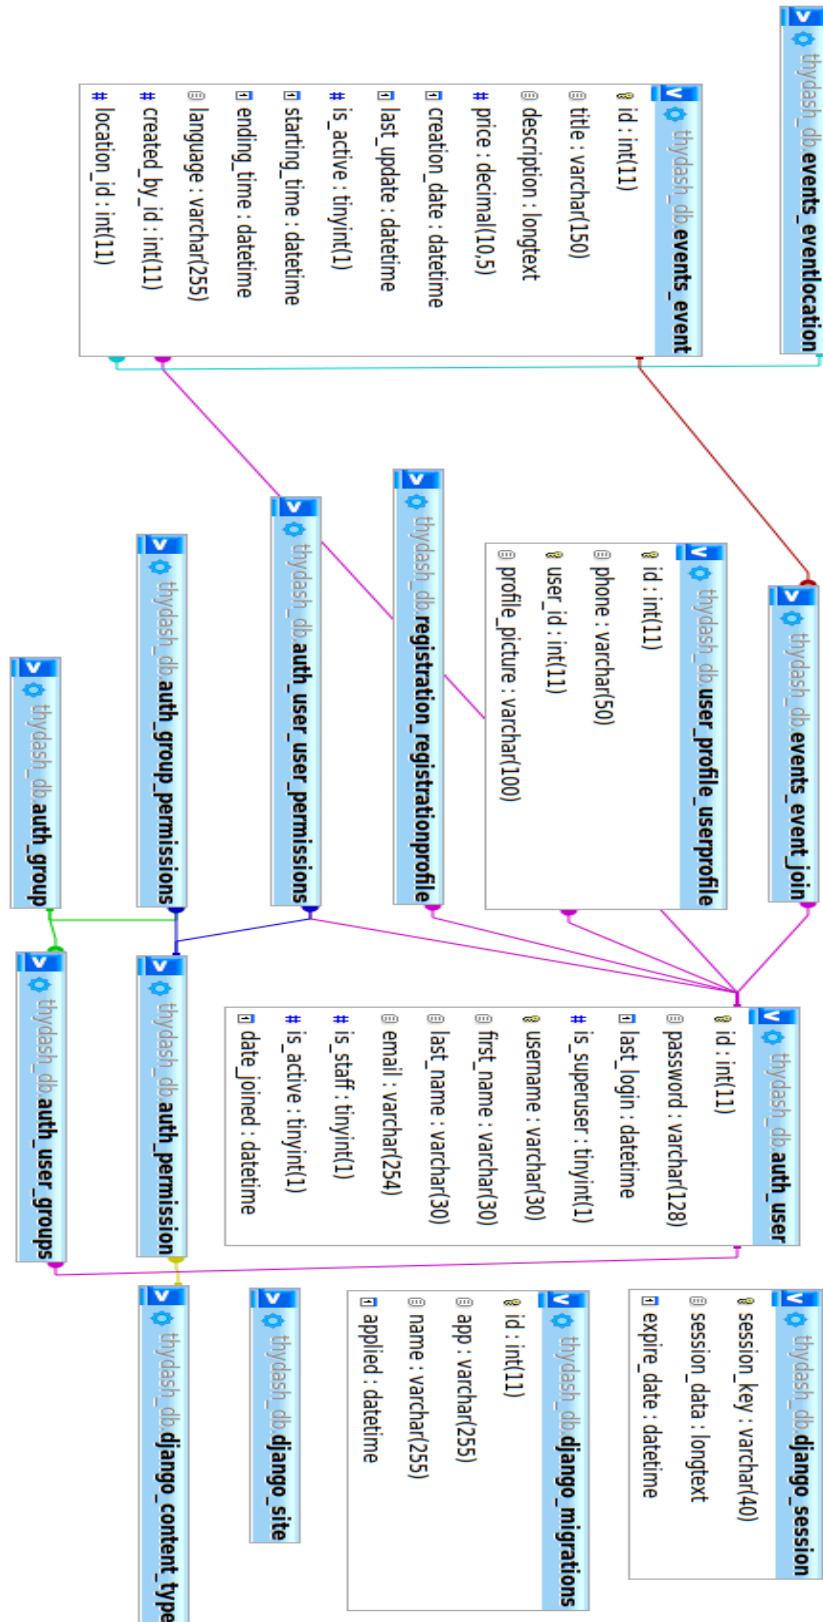 thydash_db.events_eventlocation
thydash_db.events_event
id : int(11)
title : varchar(150)
description : longtext
price : decimal(10,5)
creation_date : datetime
last_update : datetime
is_active : tinyint(1)
starting_time : datetime
ending_time : datetime
language : varchar(255)
created_by_id : int(11)
location_id : int(11)
thydash_db.events_event_join
thydash_db.user_profile_userprofile
id : int(11)
phone : varchar(50)
user_id : int(11)
profile_picture : varchar(100)
thydash_db.registration_registrationprofile
thydash_db.auth_user_user_permissions
thydash_db.auth_group_permissions
thydash_db.auth_group
thydash_db.auth_user
id : int(11)
password : varchar(128)
last_login : datetime
is_superuser : tinyint(1)
username : varchar(30)
first_name : varchar(30)
last_name : varchar(30)
email : varchar(254)
is_staff : tinyint(1)
is_active : tinyint(1)
date_joined : datetime
thydash_db.auth_permission
thydash_db.auth_user_groups
thydash_db.django_session
session_key : varchar(40)
session_data : longtext
expire_date : datetime
thydash_db.django_migrations
id : int(11)
app : varchar(255)
name : varchar(255)
applied : datetime
thydash_db.django_site
thydash_db.django_content_type